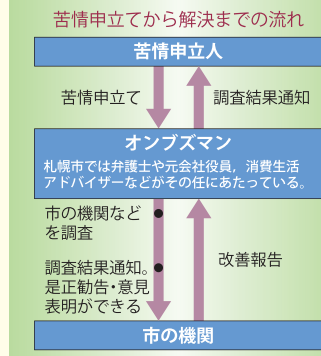 苦情申立てから解決までの流れ
苦情申立人
苦情申立て
調査結果通知
オンブズマン
札幌市では弁護士や元会社役員，消費生活
アドバイザーなどがその任にあたっている。
市の機関など
を調査
調査結果通知。
是正勧告・意見
表明ができる
改善報告
市の機関